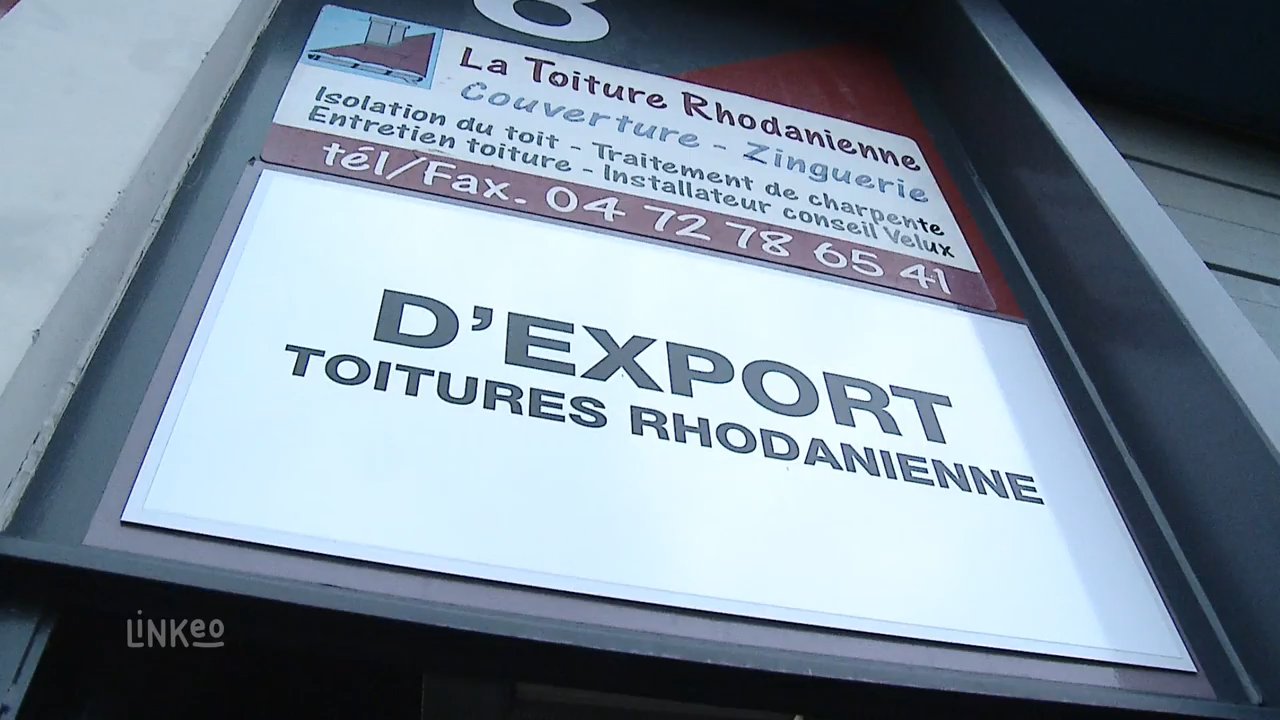 8
La Toiture Rhodanienne
Couverture - Zinguerie
Isolation du toit - Traitement de charpente
Entretien toiture - Installateur conseil Velux
tél/Fax. 04 72 78 65 41
D'EXPORT
TOITURES RHODANIENNE
LiNKeo